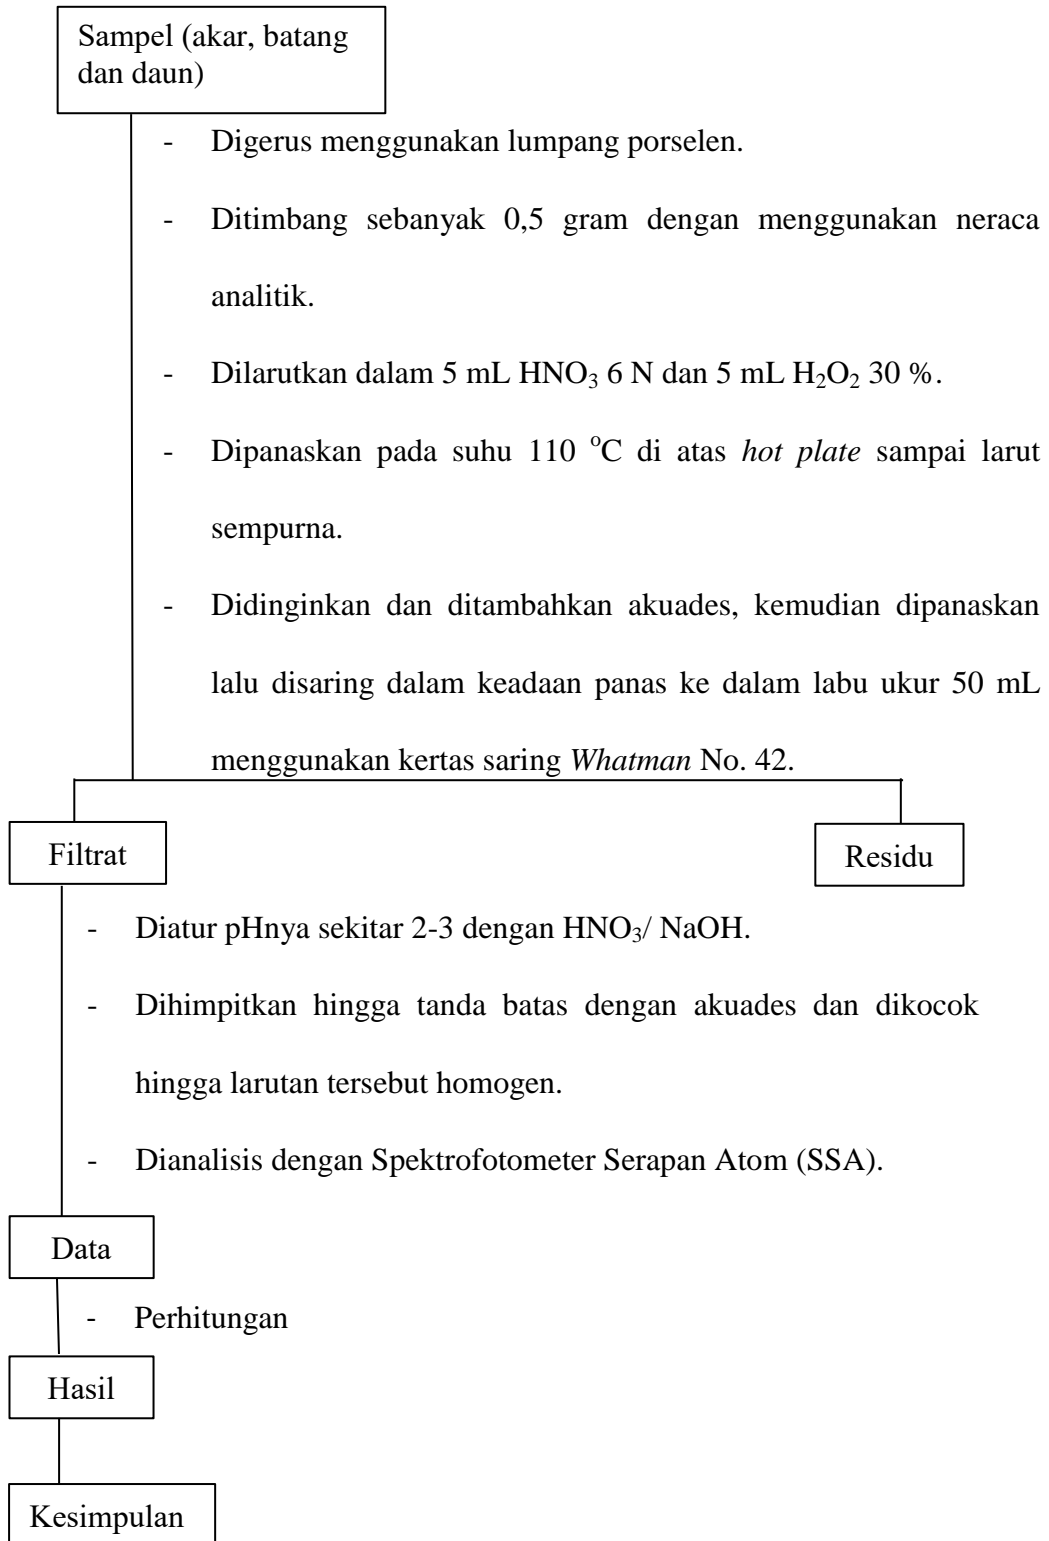 Sampel (akar, batang
dan daun)
- Digerus menggunakan lumpang porselen.
- Ditimbang sebanyak 0,5 gram dengan menggunakan neraca
analitik.
- Dilarutkan dalam 5 mL HNO₃ 6 N dan 5 mL H₂O₂ 30 %.
- Dipanaskan pada suhu 110 ᵒC di atas hot plate sampai larut
sempurna.
- Didinginkan dan ditambahkan akuades, kemudian dipanaskan
lalu disaring dalam keadaan panas ke dalam labu ukur 50 mL
menggunakan kertas saring Whatman No. 42.
Filtrat
Residu
- Diatur pHnya sekitar 2-3 dengan HNO₃/ NaOH.
- Dihimpitkan hingga tanda batas dengan akuades dan dikocok
hingga larutan tersebut homogen.
- Dianalisis dengan Spektrofotometer Serapan Atom (SSA).
Data
- Perhitungan
Hasil
Kesimpulan